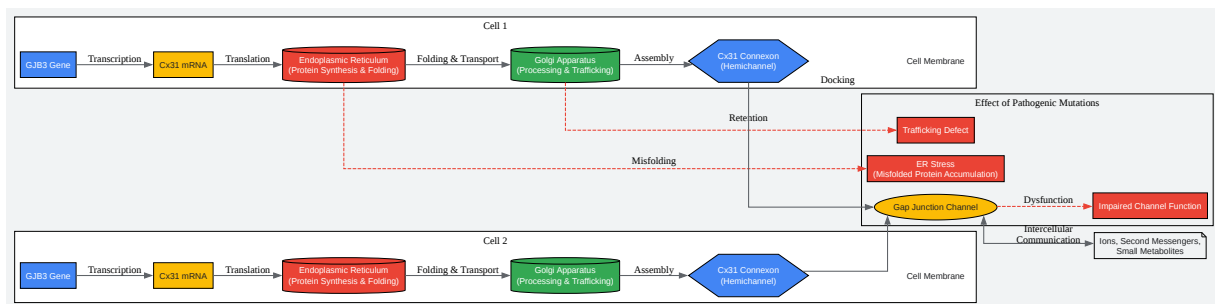 Cell 1
GJB3 Gene
Transcription
Cx31 mRNA
Translation
Endoplasmic Reticulum
(Protein Synthesis & Folding)
Folding & Transport
Golgi Apparatus
(Processing & Trafficking)
Assembly
Cx31 Connexon
(Hemichannel)
Cell Membrane
Docking
Effect of Pathogenic Mutations
Retention
Trafficking Defect
Misfolding
ER Stress
(Misfolded Protein Accumulation)
Gap Junction Channel
Dysfunction
Impaired Channel Function
Intercellular
Communication
Ions, Second Messengers,
Small Metabolites
Cell 2
GJB3 Gene
Transcription
Cx31 mRNA
Translation
Endoplasmic Reticulum
(Protein Synthesis & Folding)
Folding & Transport
Golgi Apparatus
(Processing & Trafficking)
Assembly
Cx31 Connexon
(Hemichannel)
Cell Membrane